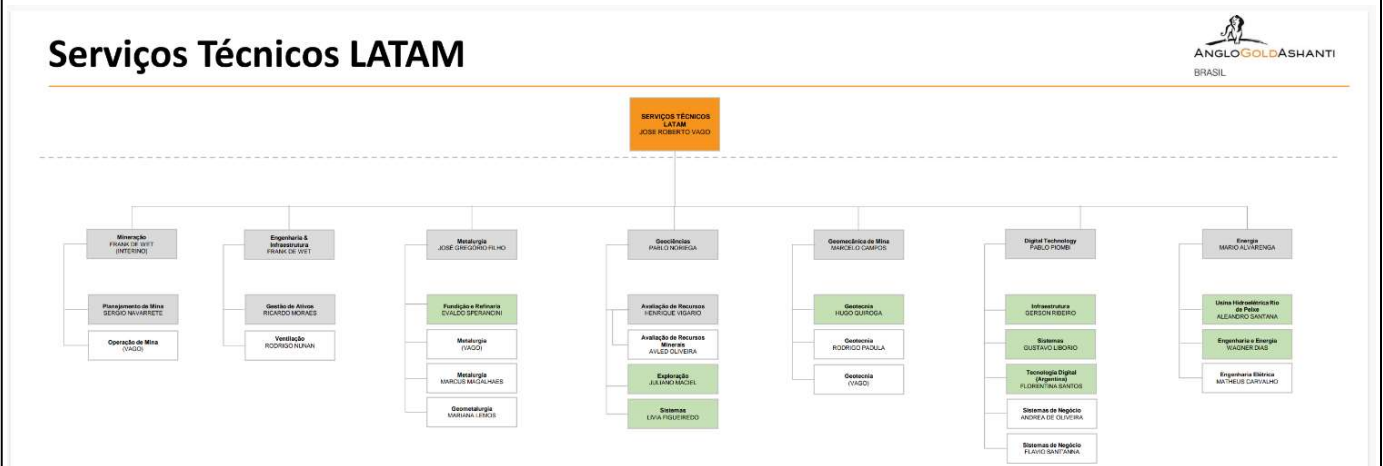 Serviços Técnicos LATAM
ANGLOGOLDASHANTI
BRASIL
SERVIÇOS TÉCNICOS
LATAM
JOSE ROBERTO VAGO
Mineração
FRANK DE WET
(INTERINO)
Planejamento de Mina
SERGIO NAVARRETE
Operação de Mina
(VAGO)
Engenharia &
Infraestrutura
FRANK DE WET
Gestão de Ativos
RICARDO MORAES
Ventilação
RODRIGO NUNAN
Metalurgia
JOSÉ GREGÓRIO FILHO
Fundição e Refinaria
EVALDO SPERANCINI
Metalurgia
(VAGO)
Metalurgia
MARCUS MAGALHAES
Geometalurgia
MARIANA LEMOS
Geociências
PABLO NORIEGA
Avaliação de Recursos
HENRIQUE VIGARIO
Avaliação de Recursos
Minerais
AVLED OLIVEIRA
Exploração
JULIANO MACIEL
Sistemas
LIVIA FIGUEIREDO
Geomecânica de Mina
MARCELO CAMPOS
Geotecnia
HUGO QUIROGA
Geotecnia
RODRIGO PADULA
Geotecnia
(VAGO)
Digital Technology
PABLO PIOMBI
Infraestrutura
GERSON RIBEIRO
Sistemas
GUSTAVO LIBORIO
Tecnologia Digital
(Argentina)
FLORENTINA SANTOS
Sistemas de Negócio
ANDREA DE OLIVEIRA
Sistemas de Negócio
FLAVIO SANT'ANNA
Energia
MARIO ALVARENGA
Usina Hidroelétrica Rio
de Peixe
ALEANDRO SANTANA
Engenharia e Energia
WAGNER DIAS
Engenharia Elétrica
MATHEUS CARVALHO